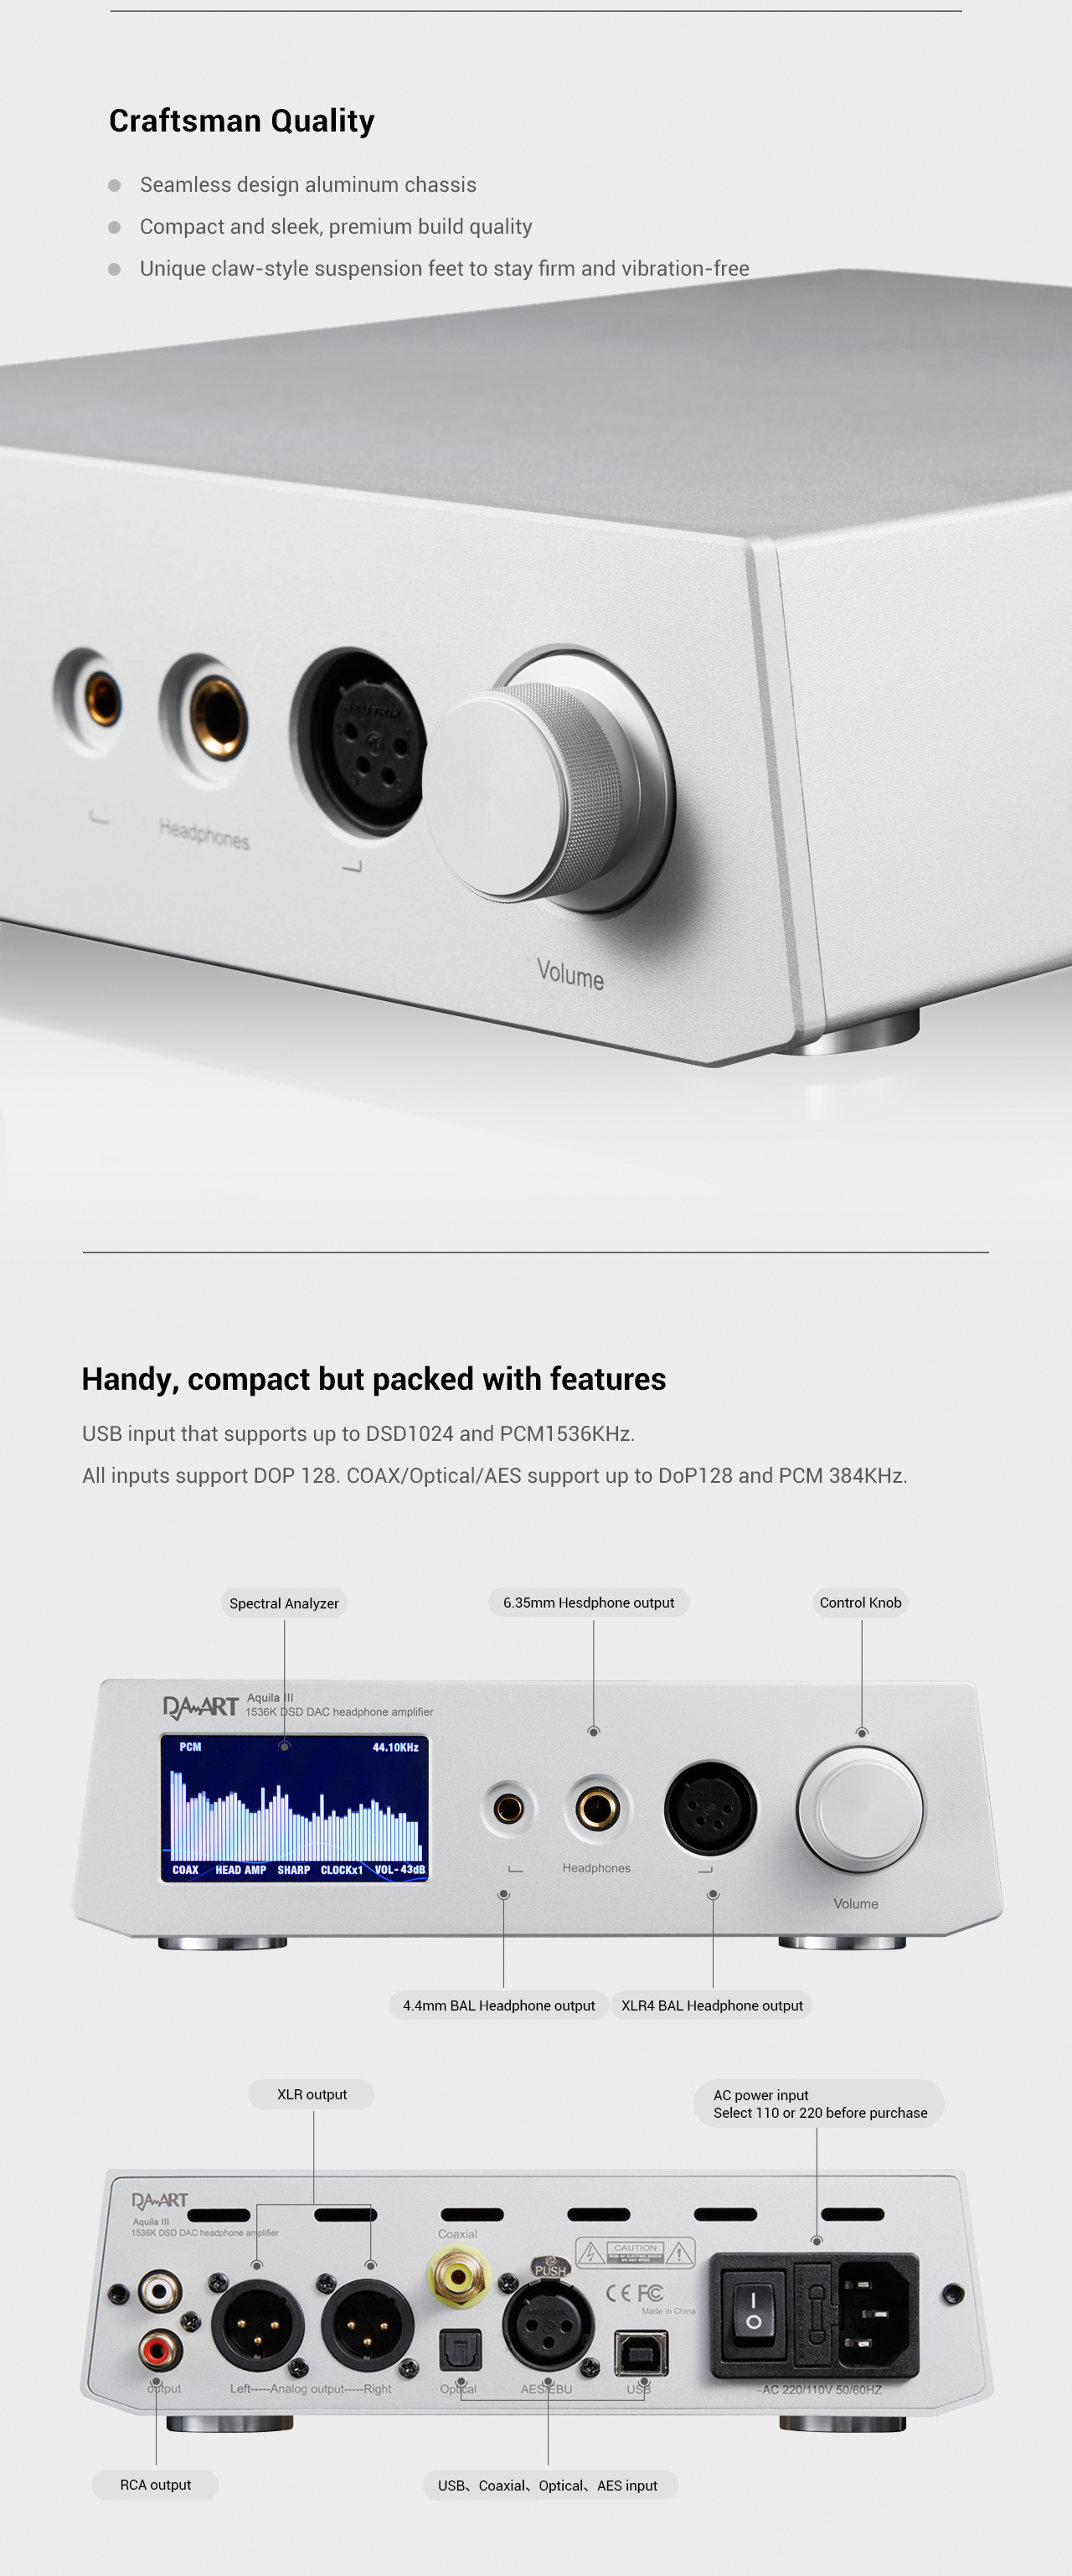 Craftsman Quality
Seamless design aluminum chassis
Compact and sleek, premium build quality
Unique claw-style suspension feet to stay firm and vibration-free
NEUTRIK
Headphones
Volume
Handy, compact but packed with features
USB input that supports up to DSD1024 and PCM1536KHz.
All inputs support DOP 128. COAX/Optical/AES support up to DoP128 and PCM 384KHz.
Spectral Analyzer
6.35mm Hesdphone output
Control Knob
DA ART Aquila III
1536K DSD DAC headphone amplifier
PCM 44.10KHz
COAX HEAD AMP SHARP CLOCKx1 VOL-43dB
Headphones
Volume
4.4mm BAL Headphone output
XLR4 BAL Headphone output
XLR output
AC power input
Select 110 or 220 before purchase
DA ART
Aquila III
1536K DSD DAC headphone amplifier
Coaxial
PUSH
CAUTION
CE FC
Made in China
output
Left-----Analog output-----Right
Optical
AES/EBU
USB
~AC 220/110V 50/60HZ
RCA output
USB、Coaxial、Optical、AES input